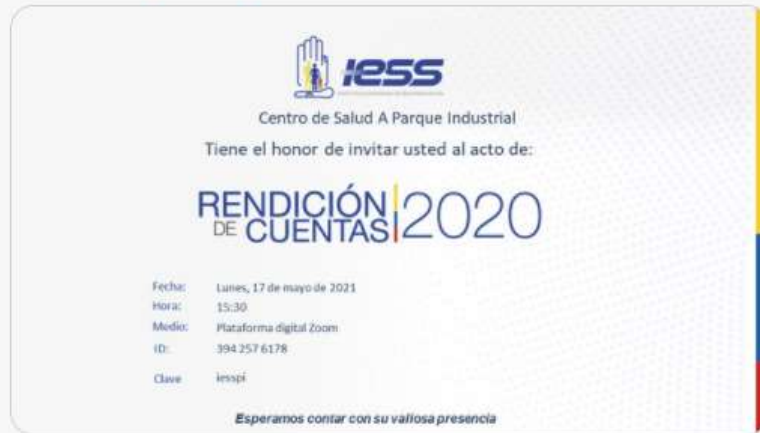 IESS
Centro de Salud A Parque Industrial
Tiene el honor de invitar usted al acto de:
RENDICIÓN DE CUENTAS 2020
Fecha: Lunes, 17 de mayo de 2021
Hora: 15:30
Medio: Plataforma digital Zoom
ID: 394 257 6178
Clave iesspi
Esperamos contar con su valiosa presencia